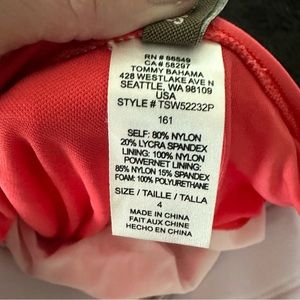 RN # 86549
CA # 58297
TOMMY BAHAMA
428 WESTLAKE AVE N
SEATTLE, WA 98109
USA
STYLE # TSW52232P
161
SELF: 80% NYLON
20% LYCRA SPANDEX
LINING: 100% NYLON
POWERNET LINING:
85% NYLON 15% SPANDEX
FOAM: 100% POLYURETHANE
SIZE / TAILLE / TALLA
4
MADE IN CHINA
FAIT AUX CHINE
HECHO EN CHINA